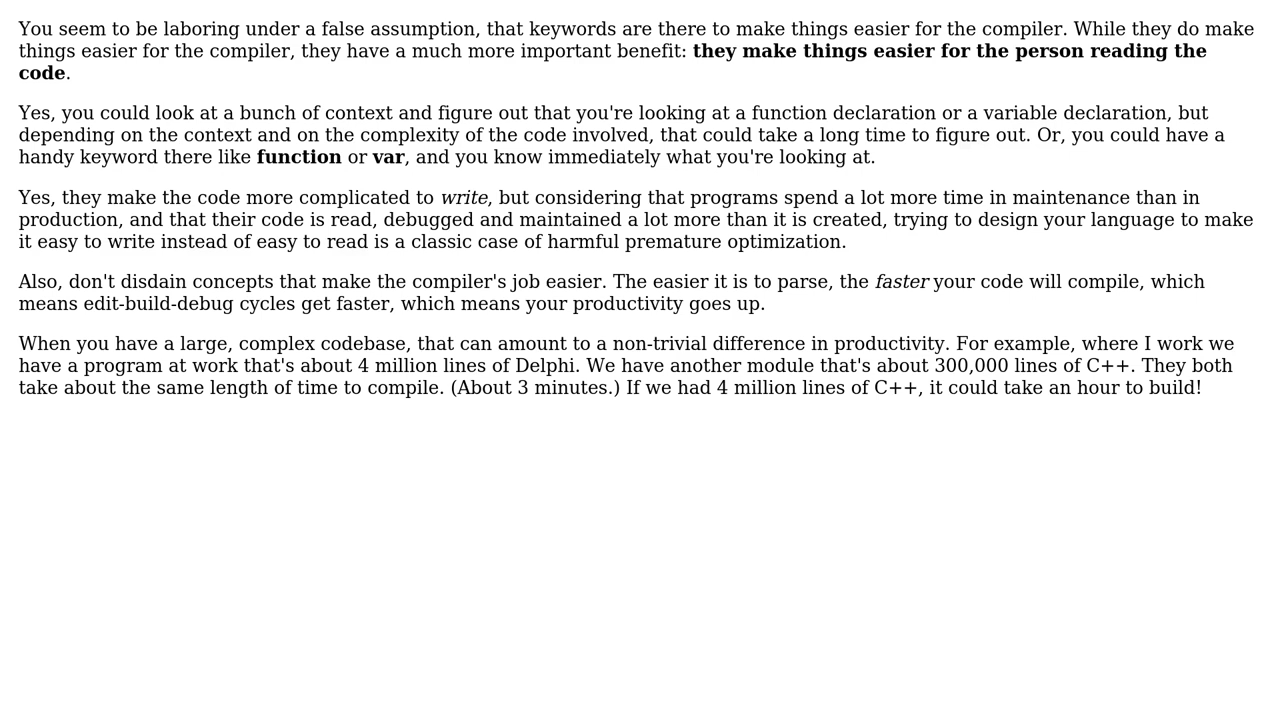 You seem to be laboring under a false assumption, that keywords are there to make things easier for the compiler. While they do make
things easier for the compiler, they have a much more important benefit: they make things easier for the person reading the
code.
Yes, you could look at a bunch of context and figure out that you're looking at a function declaration or a variable declaration, but
depending on the context and on the complexity of the code involved, that could take a long time to figure out. Or, you could have a
handy keyword there like function or var, and you know immediately what you're looking at.
Yes, they make the code more complicated to write, but considering that programs spend a lot more time in maintenance than in
production, and that their code is read, debugged and maintained a lot more than it is created, trying to design your language to make
it easy to write instead of easy to read is a classic case of harmful premature optimization.
Also, don't disdain concepts that make the compiler's job easier. The easier it is to parse, the faster your code will compile, which
means edit-build-debug cycles get faster, which means your productivity goes up.
When you have a large, complex codebase, that can amount to a non-trivial difference in productivity. For example, where I work we
have a program at work that's about 4 million lines of Delphi. We have another module that's about 300,000 lines of C++. They both
take about the same length of time to compile. (About 3 minutes.) If we had 4 million lines of C++, it could take an hour to build!